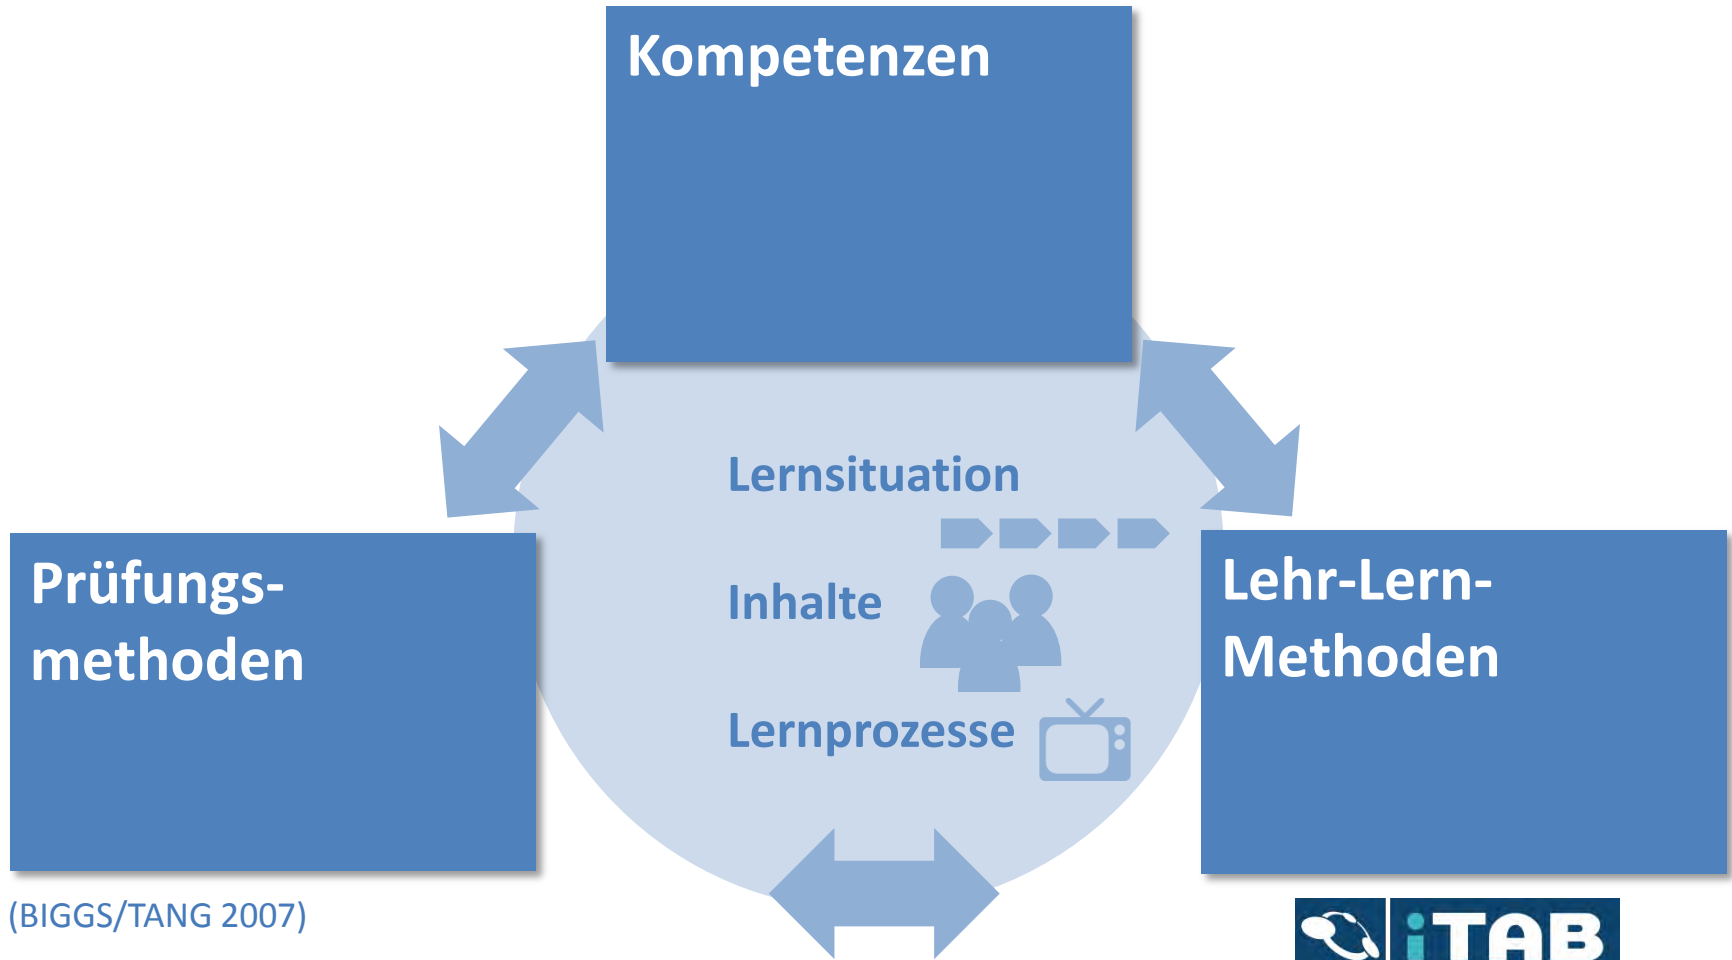 Kompetenzen
Lernsituation
Prüfungs-
methoden
Inhalte
Lehr-Lern-
Methoden
Lernprozesse
(BIGGS/TANG 2007)
iTAB